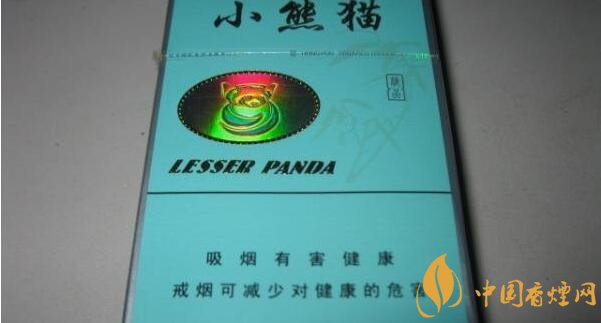 小熊猫
LESSER PANDA
吸烟有害健康
戒烟可减少对健康的危害
中国香烟网